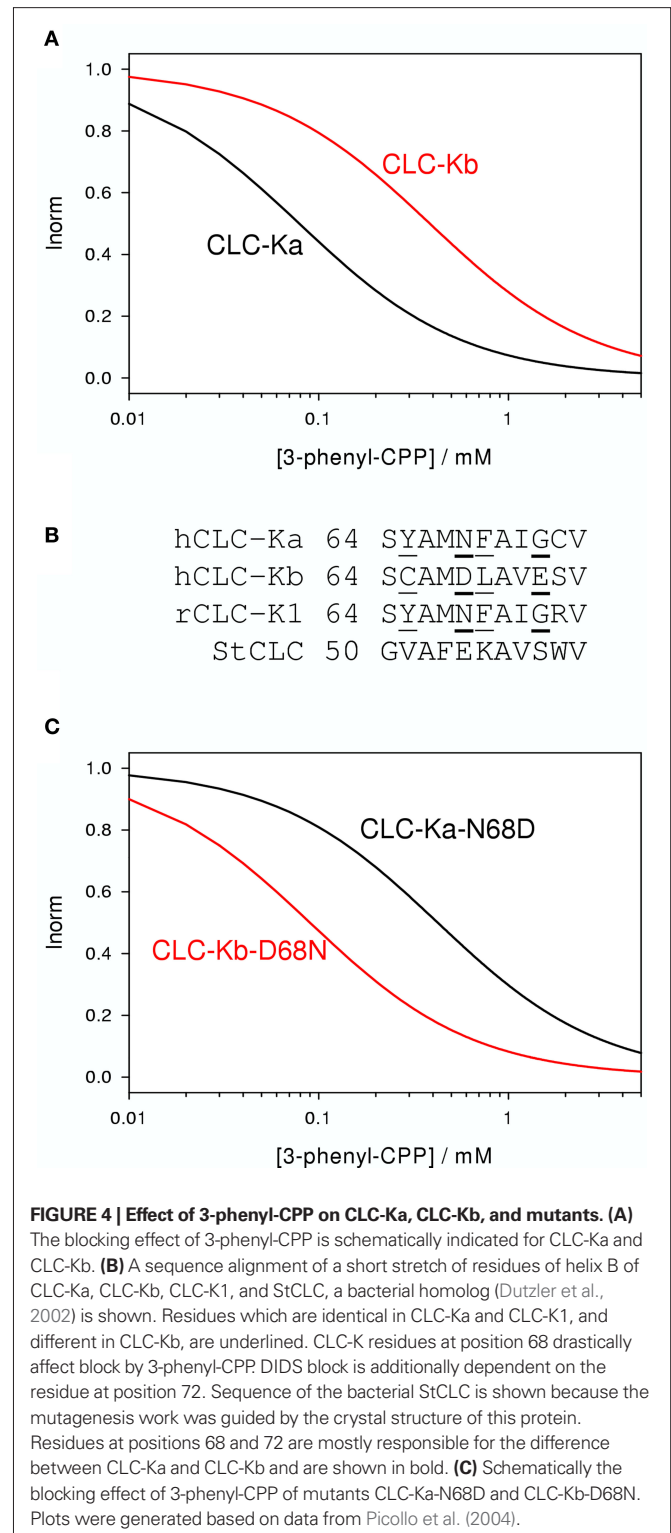 A
1.0
0.8
0.6
0.4
0.2
0.0
Inorm
CLC-Kb
CLC-Ka
0.01 0.1 1
[3-phenyl-CPP] / mM
B
hCLC-Ka 64 SYAMNFAIGCV
hCLC-Kb 64 SCAMDLAVESV
rCLC-K1 64 SYAMNFAIGRV
StCLC 50 GVAFEKAVSWV
C
1.0
0.8
0.6
0.4
0.2
0.0
Inorm
CLC-Ka-N68D
CLC-Kb-D68N
0.01 0.1 1
[3-phenyl-CPP] / mM
FIGURE 4 | Effect of 3-phenyl-CPP on CLC-Ka, CLC-Kb, and mutants. (A)
The blocking effect of 3-phenyl-CPP is schematically indicated for CLC-Ka and
CLC-Kb. (B) A sequence alignment of a short stretch of residues of helix B of
CLC-Ka, CLC-Kb, CLC-K1, and StCLC, a bacterial homolog (Dutzler et al.,
2002) is shown. Residues which are identical in CLC-Ka and CLC-K1, and
different in CLC-Kb, are underlined. CLC-K residues at position 68 drastically
affect block by 3-phenyl-CPP. DIDS block is additionally dependent on the
residue at position 72. Sequence of the bacterial StCLC is shown because the
mutagenesis work was guided by the crystal structure of this protein.
Residues at positions 68 and 72 are mostly responsible for the difference
between CLC-Ka and CLC-Kb and are shown in bold. (C) Schematically the
blocking effect of 3-phenyl-CPP of mutants CLC-Ka-N68D and CLC-Kb-D68N.
Plots were generated based on data from Picollo et al. (2004).